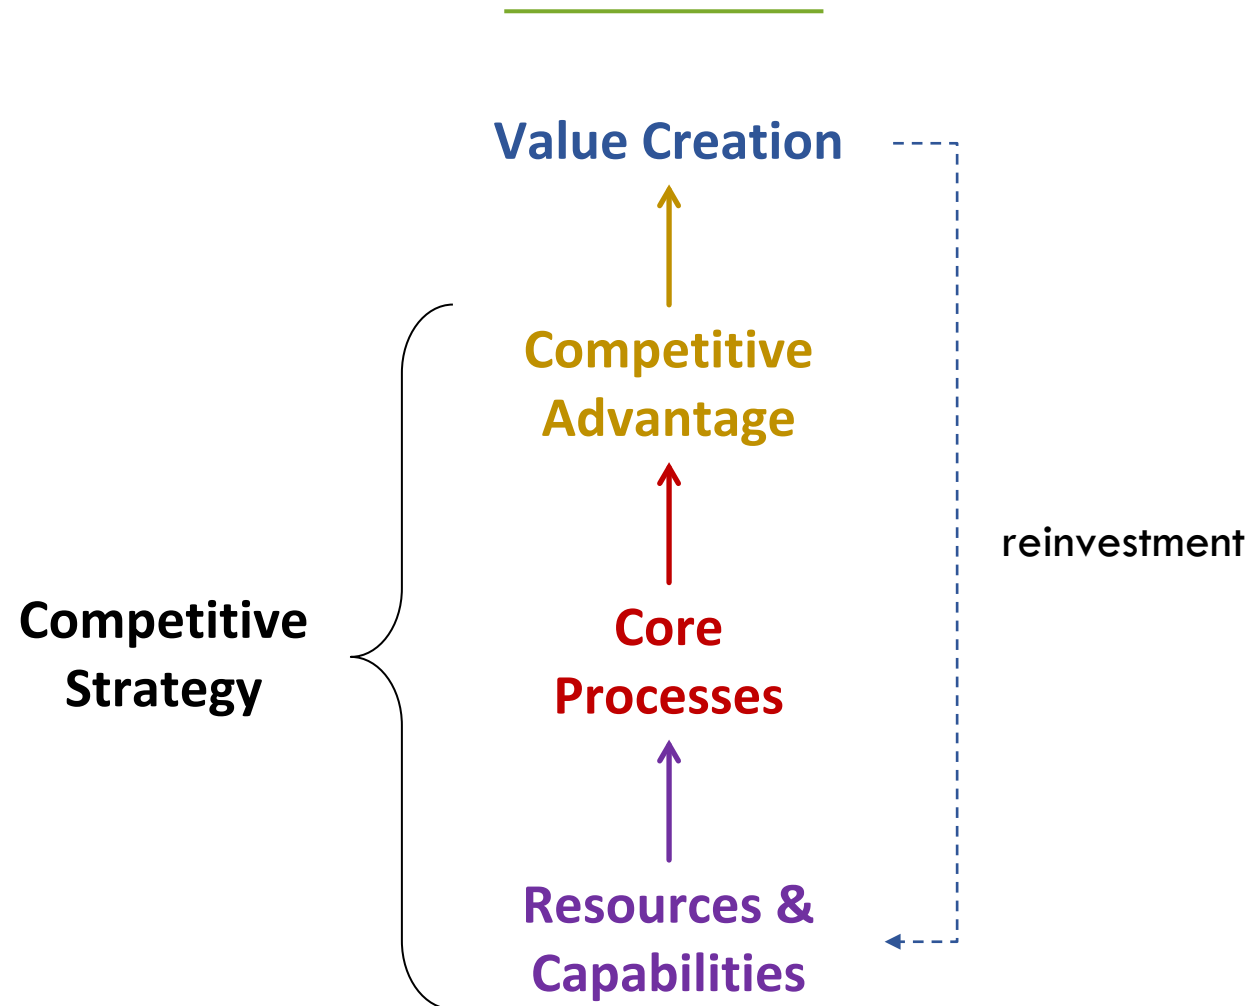 Value Creation
Competitive
Advantage
reinvestment
Core
Processes
Competitive
Strategy
Resources &
Capabilities